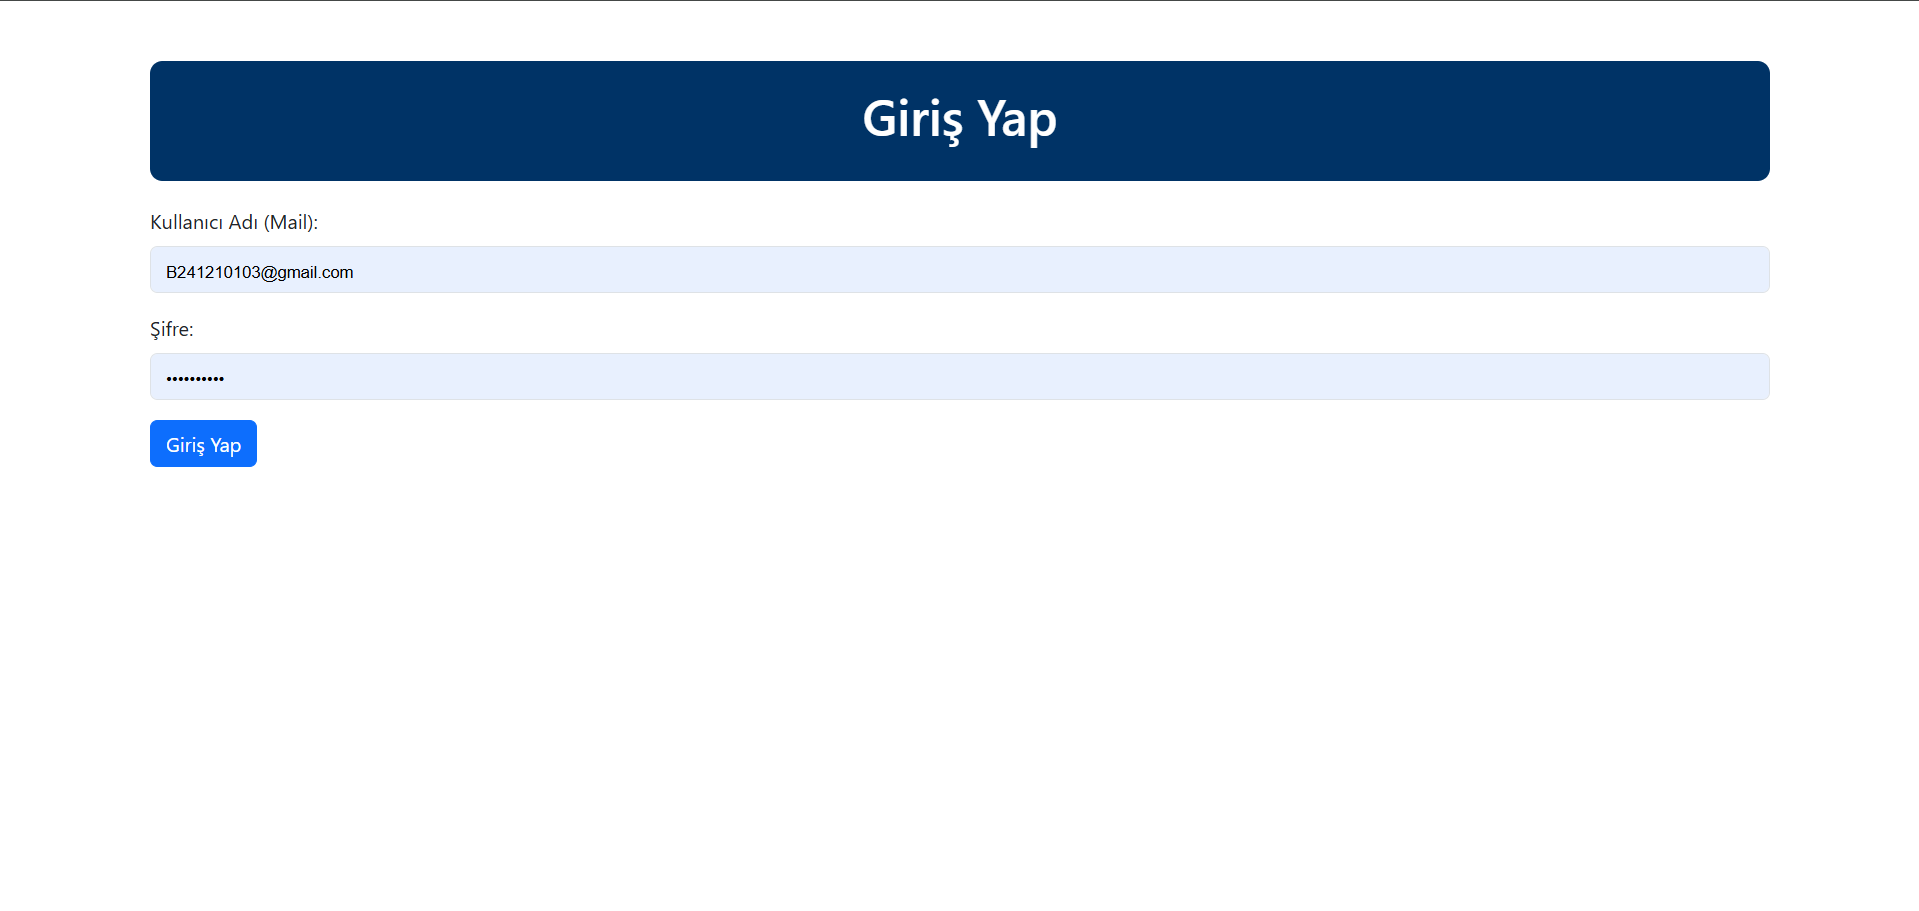 Giriş Yap
Kullanıcı Adı (Mail):
B241210103@gmail.com
Şifre:
••••••••••
Giriş Yap